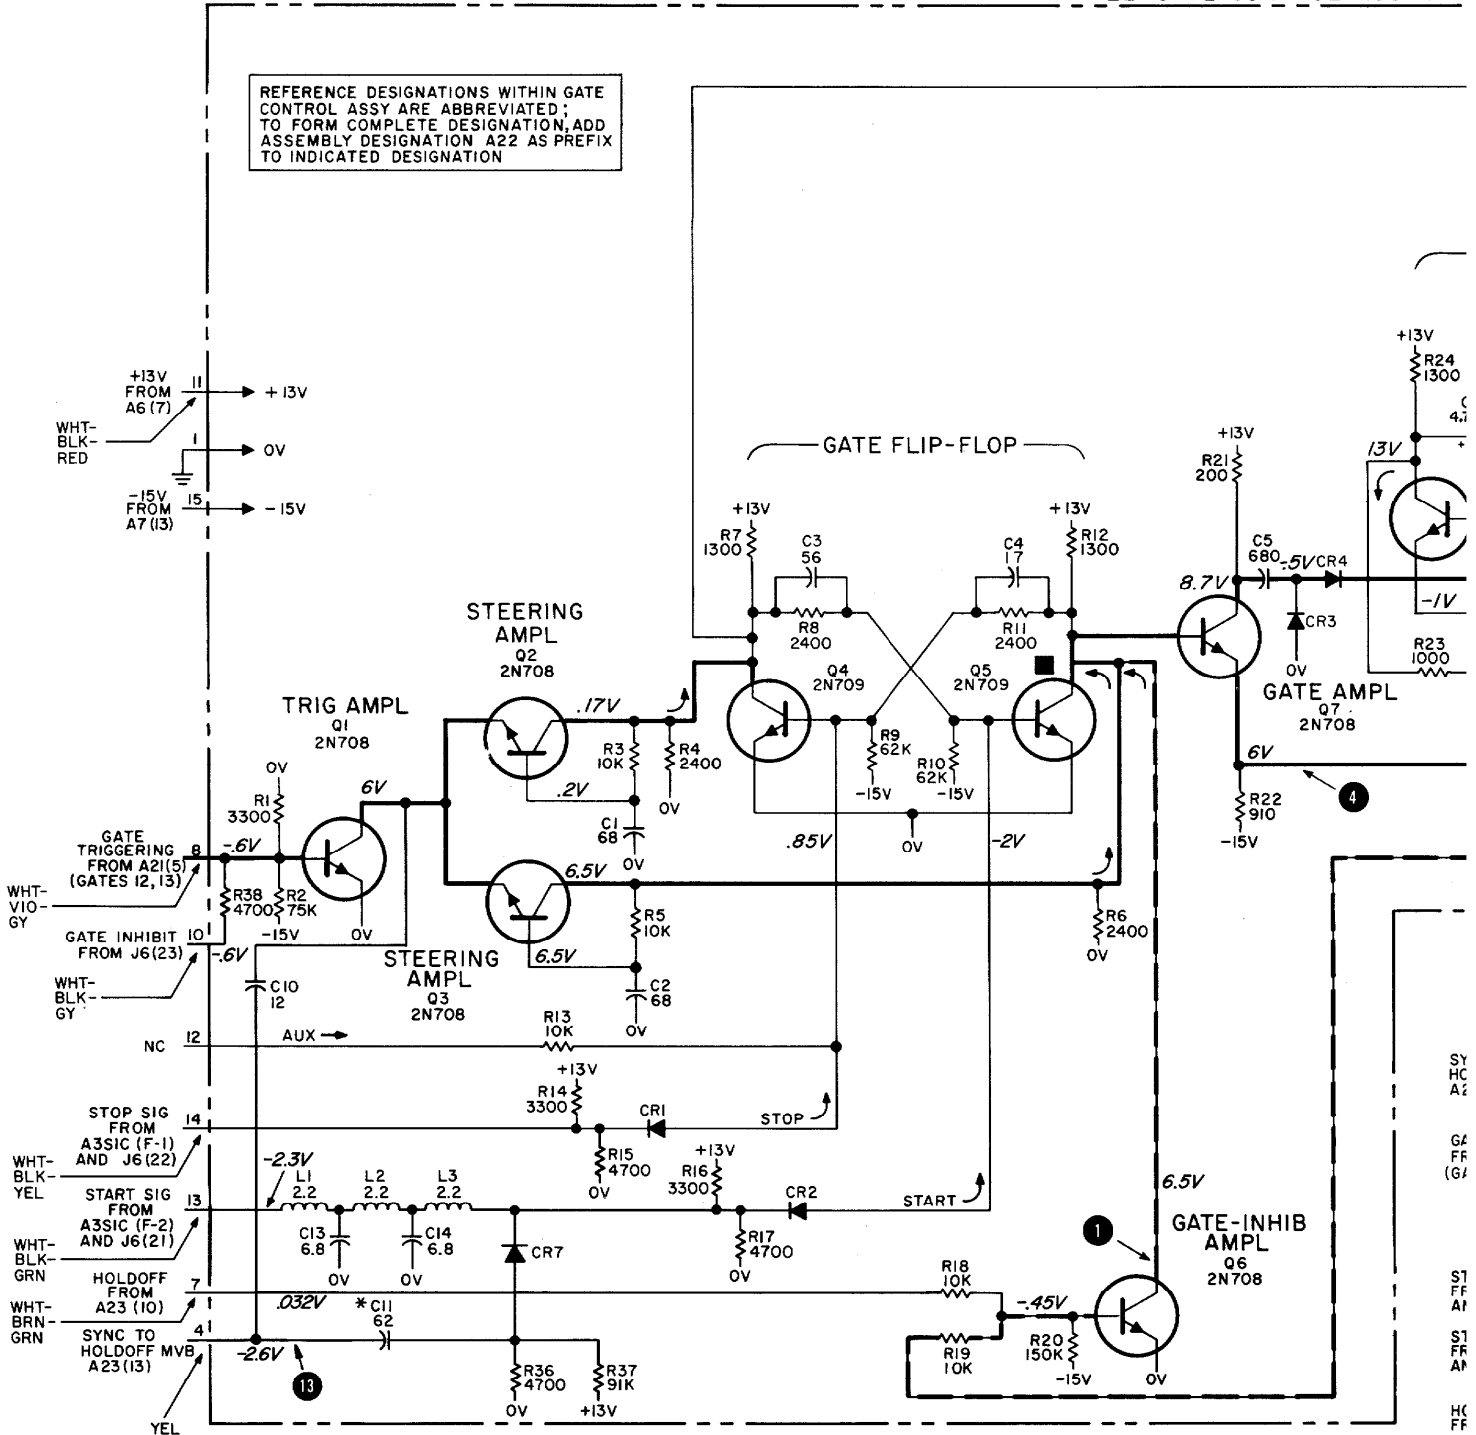 REFERENCE DESIGNATIONS WITHIN GATE
CONTROL ASSY ARE ABBREVIATED;
TO FORM COMPLETE DESIGNATION, ADD
ASSEMBLY DESIGNATION A22 AS PREFIX
TO INDICATED DESIGNATION
+13V
FROM
A6(7)
11
+13V
WHT-
BLK-
RED
1
0V
-15V
FROM
A7(13)
15
-15V
GATE FLIP-FLOP
+13V
R7
1300
C3
56
R8
2400
C4
17
R11
2400
+13V
R12
1300
+13V
R21
200
+13V
R24
1300
13V
C5
680
-.5V
CR4
8.7V
CR3
0V
-1V
R23
1000
GATE AMPL
Q7
2N708
6V
4
R22
910
-15V
STEERING
AMPL
Q2
2N708
.17V
R3
10K
R4
2400
0V
.2V
C1
68
0V
Q4
2N709
Q5
2N709
R9
62K
-15V
R10
62K
-15V
0V
.85V
-2V
TRIG AMPL
Q1
2N708
0V
R1
3300
6V
GATE
TRIGGERING
FROM A21(5)
(GATES 12, 13)
8
-.6V
WHT-
VIO-
GY
R38
4700
R2
75K
-15V
0V
GATE INHIBIT
FROM J6(23)
10
-.6V
WHT-
BLK-
GY
6.5V
R5
10K
6.5V
C2
68
0V
R6
2400
0V
STEERING
AMPL
Q3
2N708
C10
12
NC
12
AUX
R13
10K
+13V
R14
3300
STOP SIG
FROM
A3S1C (F-1)
AND J6(22)
14
CR1
STOP
R15
4700
0V
WHT-
BLK-
YEL
-2.3V
L1
2.2
L2
2.2
L3
2.2
+13V
R16
3300
CR2
START
START SIG
FROM
A3S1C (F-2)
AND J6(21)
13
C13
6.8
0V
C14
6.8
0V
CR7
R17
4700
0V
WHT-
BLK-
GRN
HOLDOFF
FROM
A23 (10)
7
.032V
R18
10K
WHT-
BRN-
GRN
SYNC TO
HOLDOFF MVB
A23(13)
4
-2.6V
* C11
62
13
YEL
R36
4700
0V
R37
91K
+13V
R19
10K
-.45V
R20
150K
-15V
0V
6.5V
1
GATE-INHIB
AMPL
Q6
2N708